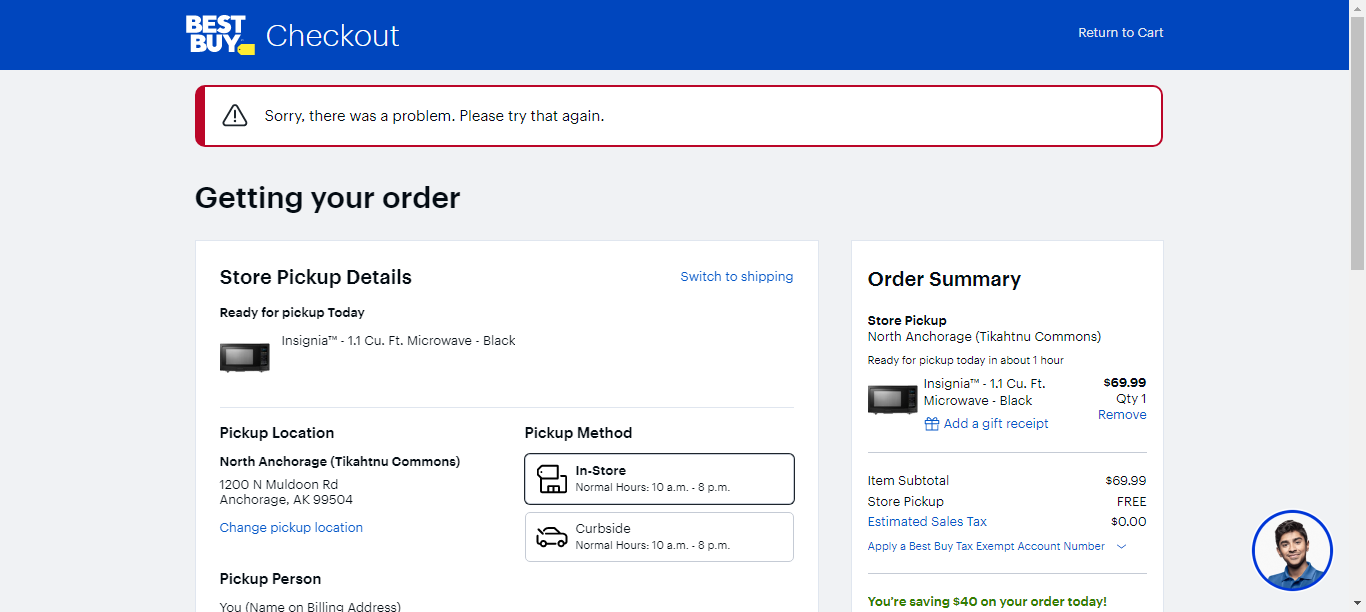 BEST
BUY
Checkout
Return to Cart
Sorry, there was a problem. Please try that again.
Getting your order
Store Pickup Details
Switch to shipping
Ready for pickup Today
Insignia™ - 1.1 Cu. Ft. Microwave - Black
Pickup Location
North Anchorage (Tikahtnu Commons)
1200 N Muldoon Rd
Anchorage, AK 99504
Change pickup location
Pickup Method
In-Store
Normal Hours: 10 a.m. - 8 p.m.
Curbside
Normal Hours: 10 a.m. - 8 p.m.
Pickup Person
You (Name on Billing Address)
Order Summary
Store Pickup
North Anchorage (Tikahtnu Commons)
Ready for pickup today in about 1 hour
Insignia™ - 1.1 Cu. Ft.
Microwave - Black
$69.99
Qty 1
Remove
Add a gift receipt
Item Subtotal $69.99
Store Pickup FREE
Estimated Sales Tax $0.00
Apply a Best Buy Tax Exempt Account Number
You're saving $40 on your order today!